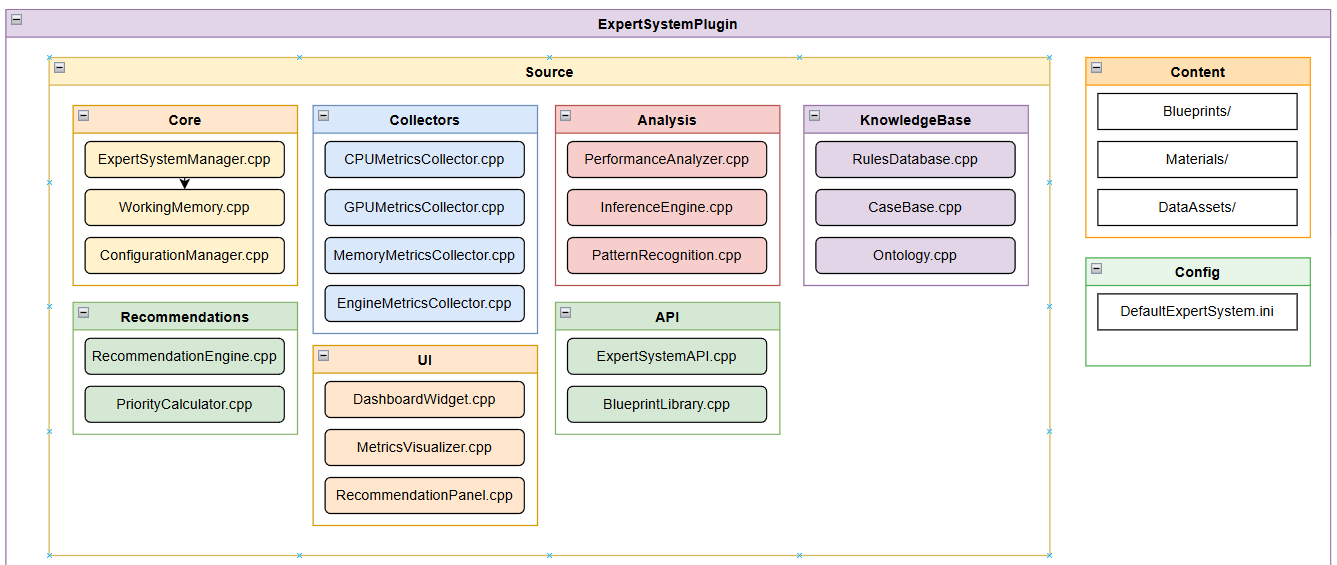 ExpertSystemPlugin
Source
Core
ExpertSystemManager.cpp
WorkingMemory.cpp
ConfigurationManager.cpp
Collectors
CPUMetricsCollector.cpp
GPUMetricsCollector.cpp
MemoryMetricsCollector.cpp
EngineMetricsCollector.cpp
Analysis
PerformanceAnalyzer.cpp
InferenceEngine.cpp
PatternRecognition.cpp
KnowledgeBase
RulesDatabase.cpp
CaseBase.cpp
Ontology.cpp
Recommendations
RecommendationEngine.cpp
PriorityCalculator.cpp
UI
DashboardWidget.cpp
MetricsVisualizer.cpp
RecommendationPanel.cpp
API
ExpertSystemAPI.cpp
BlueprintLibrary.cpp
Content
Blueprints/
Materials/
DataAssets/
Config
DefaultExpertSystem.ini